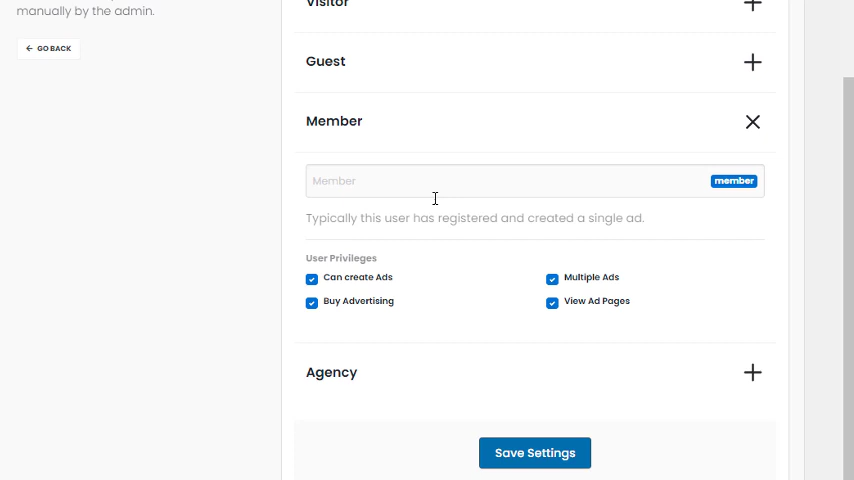 manually by the admin.
GO BACK
Visitor
Guest
Member
Member
member
Typically this user has registered and created a single ad.
User Privileges
Can create Ads
Multiple Ads
Buy Advertising
View Ad Pages
Agency
Save Settings